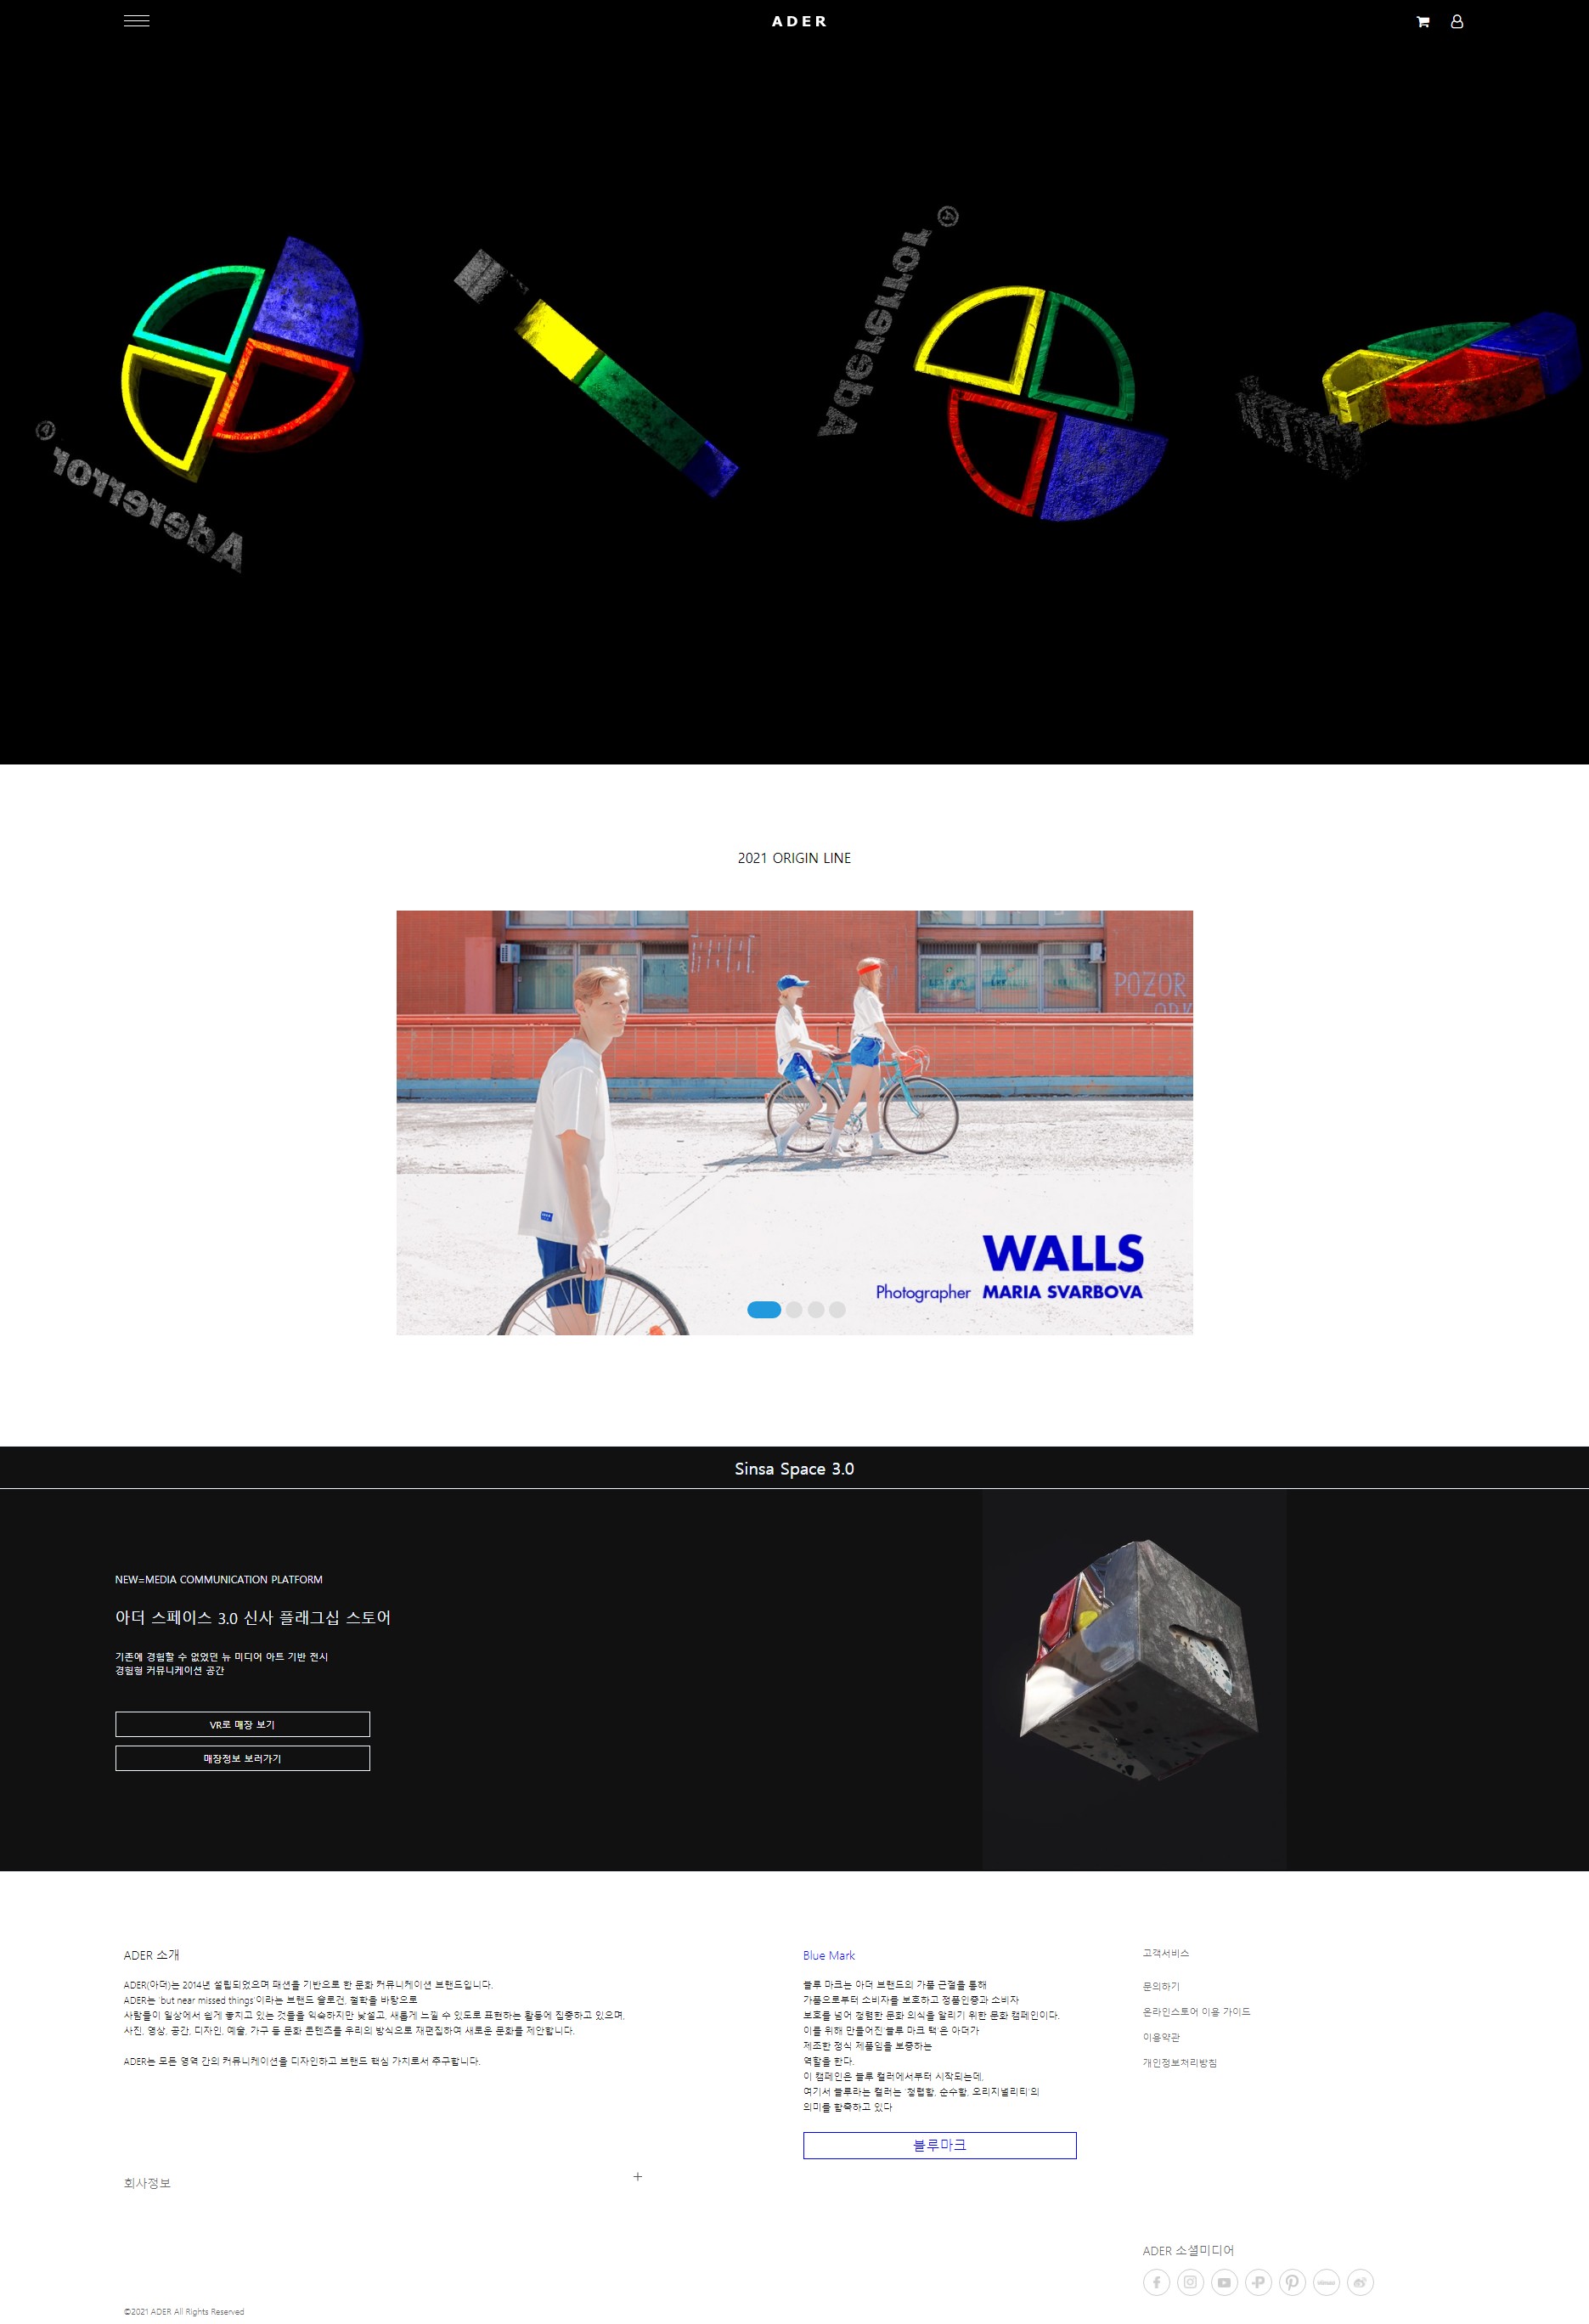 ADER
Adererror
Adererror
2021 ORIGIN LINE
POZOR
WALLS
Photographer MARIA SVARBOVA
Sinsa Space 3.0
NEW=MEDIA COMMUNICATION PLATFORM
아더 스페이스 3.0 신사 플래그십 스토어
기존에 경험할 수 없었던 뉴 미디어 아트 기반 전시
경험형 커뮤니케이션 공간
VR로 매장 보기
매장정보 보러가기
ADER 소개
ADER(아더)는 2014년 설립되었으며 패션을 기반으로 한 문화 커뮤니케이션 브랜드입니다.
ADER는 'but near missed things'이라는 브랜드 슬로건, 철학을 바탕으로
사람들이 일상에서 쉽게 놓치고 있는 것들을 익숙하지만 낯설고, 새롭게 느낄 수 있도로 표현하는 활동에 집중하고 있으며,
사진, 영상, 공간, 디자인, 예술, 가구 등 문화 콘텐츠를 우리의 방식으로 재편집하여 새로운 문화를 제안합니다.
ADER는 모든 영역 간의 커뮤니케이션을 디자인하고 브랜드 핵심 가치로서 추구합니다.
회사정보
+
©2021 ADER All Rights Reserved
Blue Mark
블루 마크는 아더 브랜드의 가품 근절을 통해
가품으로부터 소비자를 보호하고 정품인증과 소비자
보호를 넘어 청렴한 문화 의식을 알리기 위한 문화 캠페인이다.
이를 위해 만들어진 블루 마크 택'은 아더가
제조한 정식 제품임을 보증하는
역할을 한다.
이 캠페인은 블루 컬러에서부터 시작되는데,
여기서 블루라는 컬러는 '청렴함, 순수함, 오리지널리티'의
의미를 함축하고 있다
블루마크
고객서비스
문의하기
온라인스토어 이용 가이드
이용약관
개인정보처리방침
ADER 소셜미디어